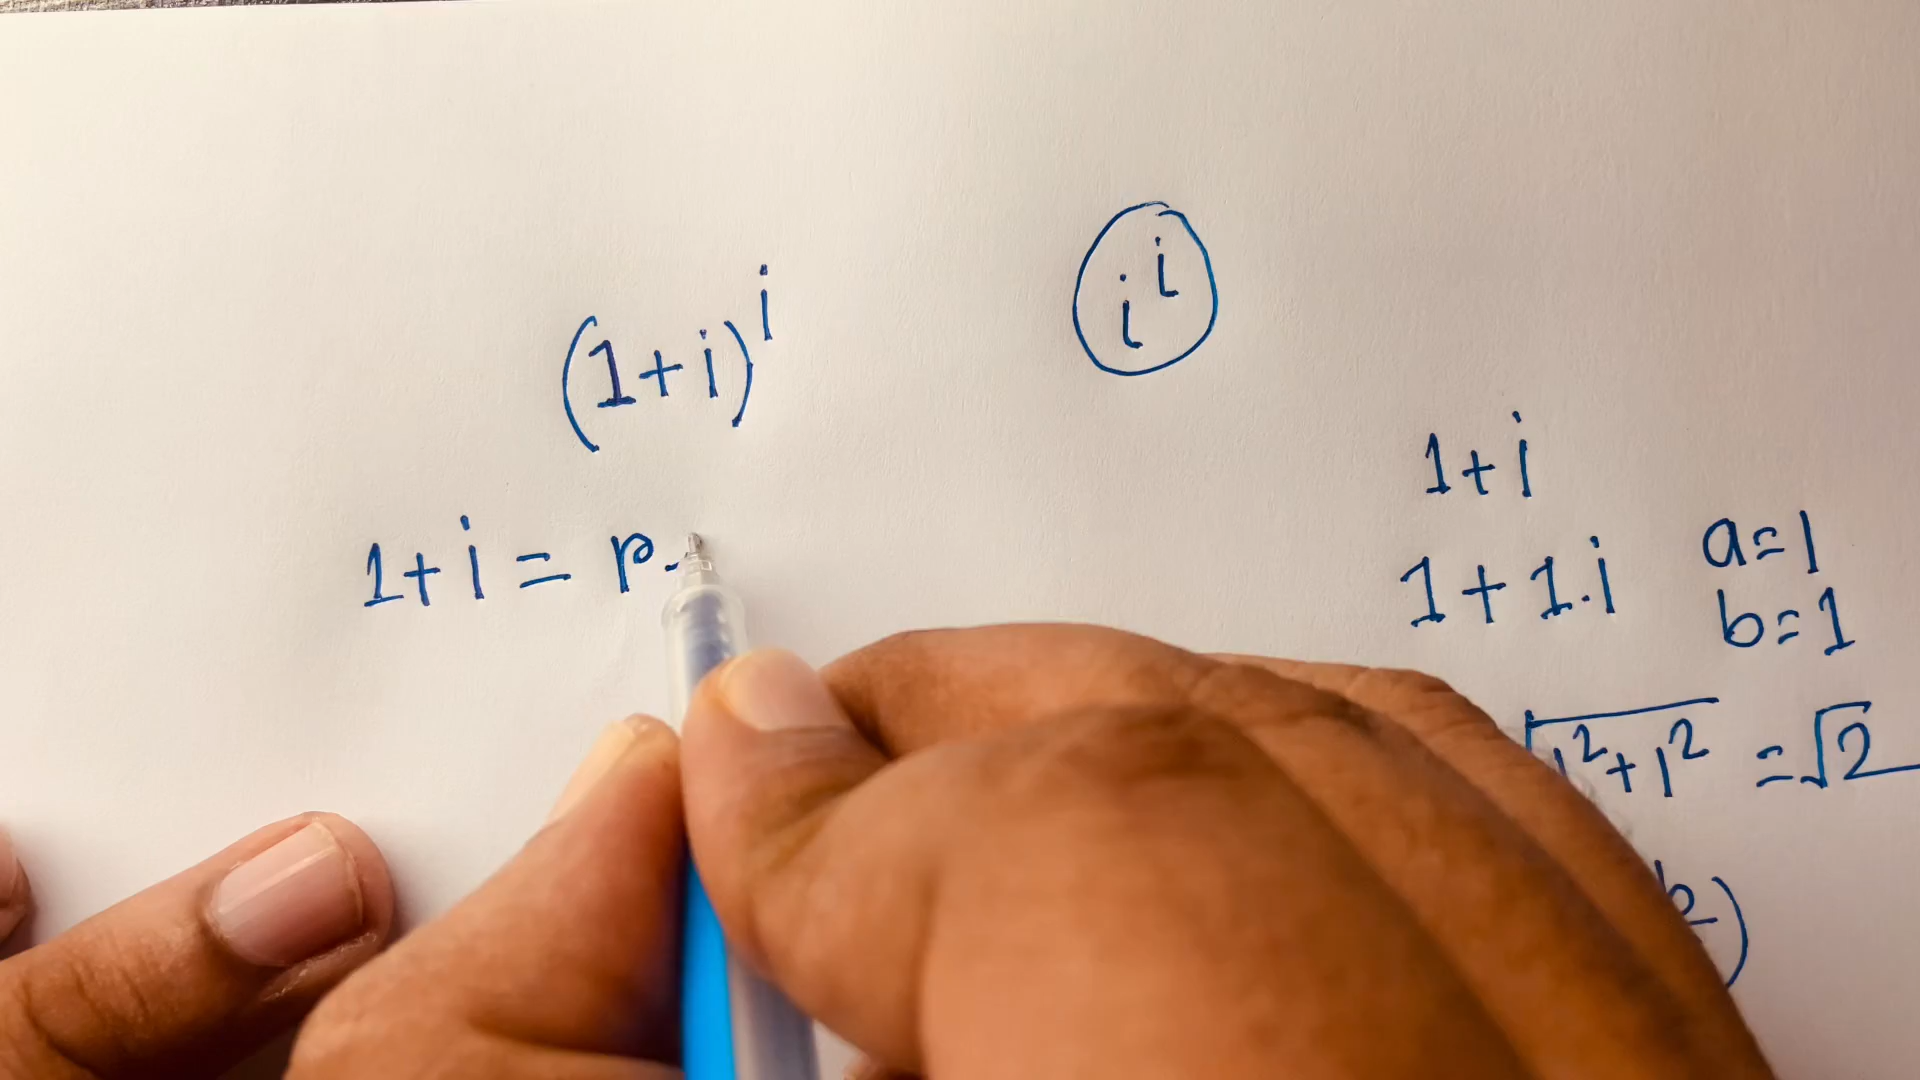 (1+i)^i
i^i
1+i = r.
1+i
1+1.i
a=1
b=1
√1²+1² = √2
b)